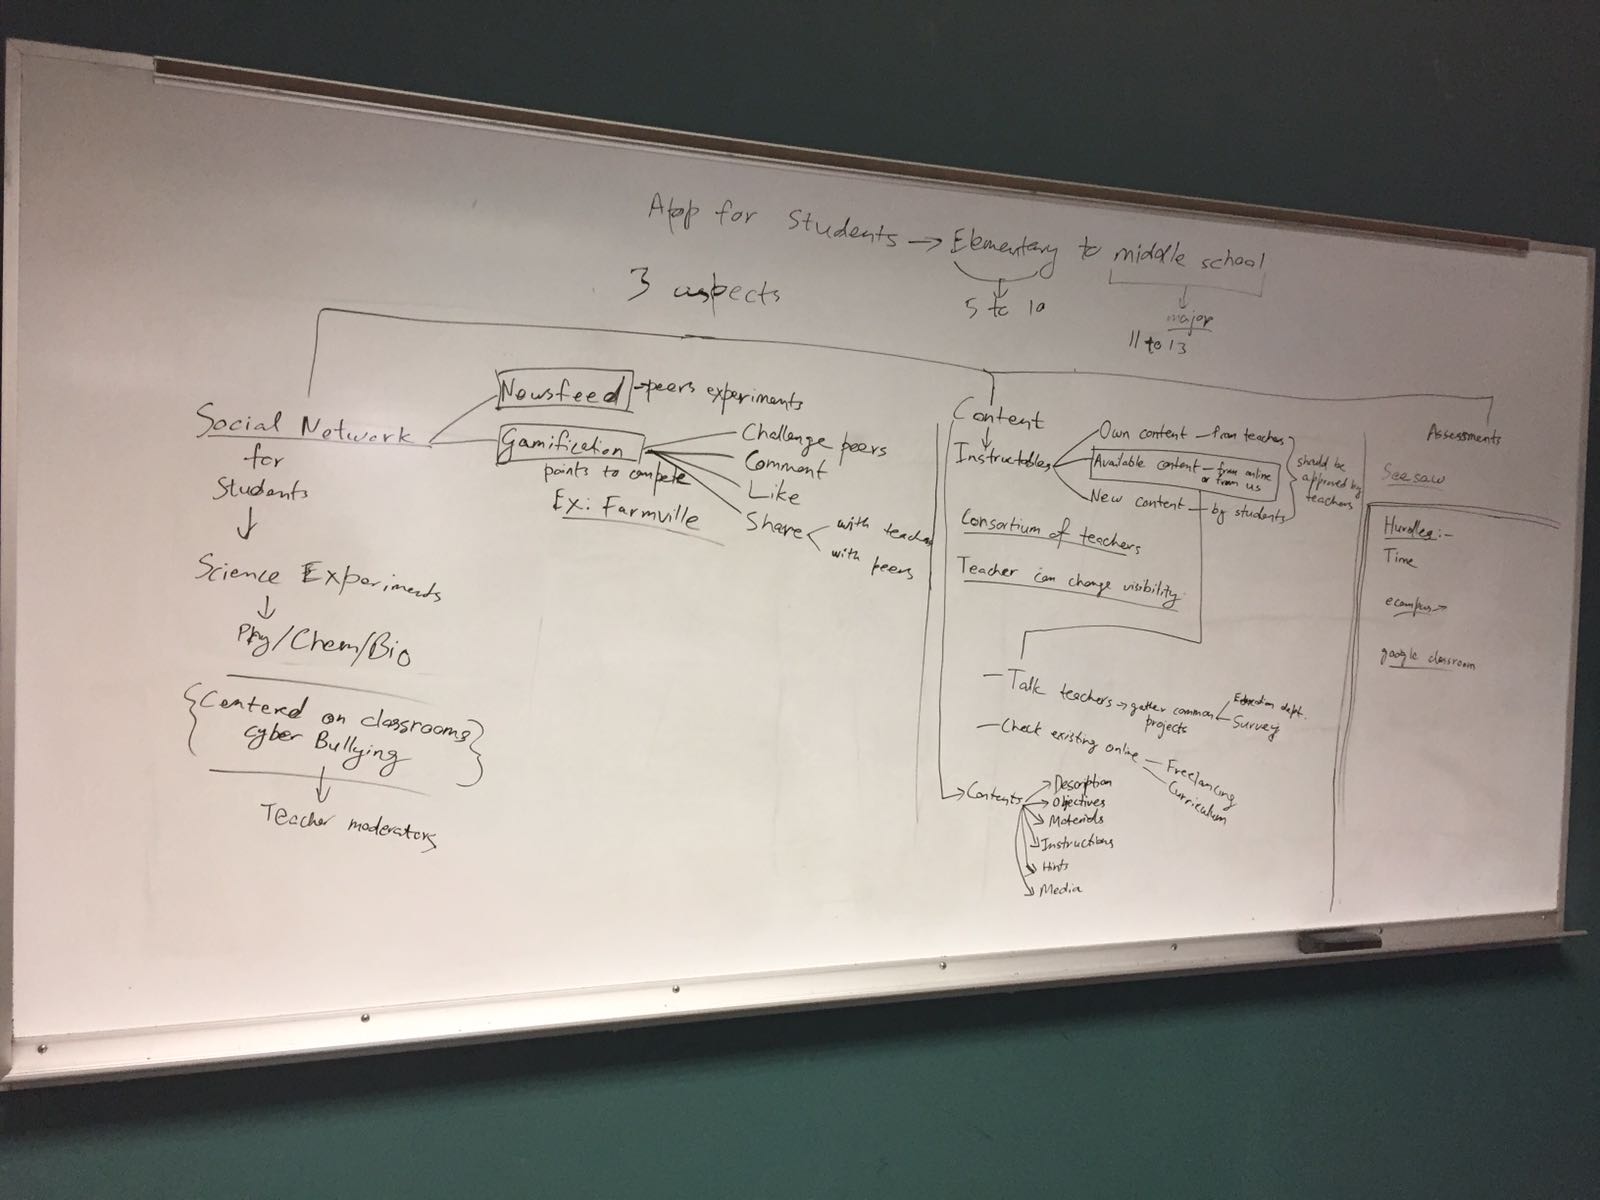 App for Students → Elementary to middle school
3 aspects
5 to 10
major
11 to 13
Social Network
for
Students
↓
Science Experiments
↓
Phy/Chem/Bio
{Centered on classrooms}
cyber Bullying
↓
Teacher moderators
Newsfeed → peers experiments
Gamification
points to compete
Ex: Farmville
Challenge peers
Comment
Like
Share
with teacher
with peers
Content
↓
Instructables
Own content — from teachers
Available content — from online
or from us
New content — by students
should be
approved by
teachers
Consortium of teachers
Teacher can change visibility
— Talk teachers → gather common
projects
Education dept.
Survey
— Check existing online
— Freelancing
Curriculum
→ Contents
Description
Objectives
Materials
Instructions
Hints
Media
Assessments
Seesaw
Hurdles:-
Time
ecampus →
google classroom